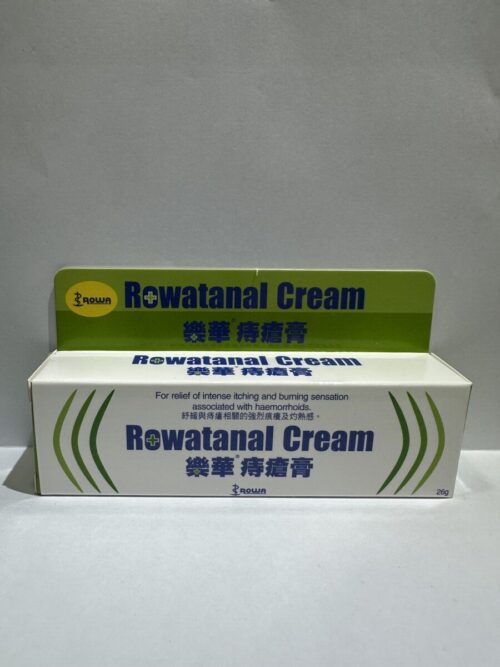 ROWA
Rowatanal Cream
樂華® 痔瘡膏
Rowatanal Cream
樂華® 痔瘡膏
For relief of intense itching and burning sensation
associated with haemorrhoids.
紓緩與痔瘡相關的強烈痕癢及灼熱感。
Rowatanal Cream
樂華® 痔瘡膏
ROWA
26g